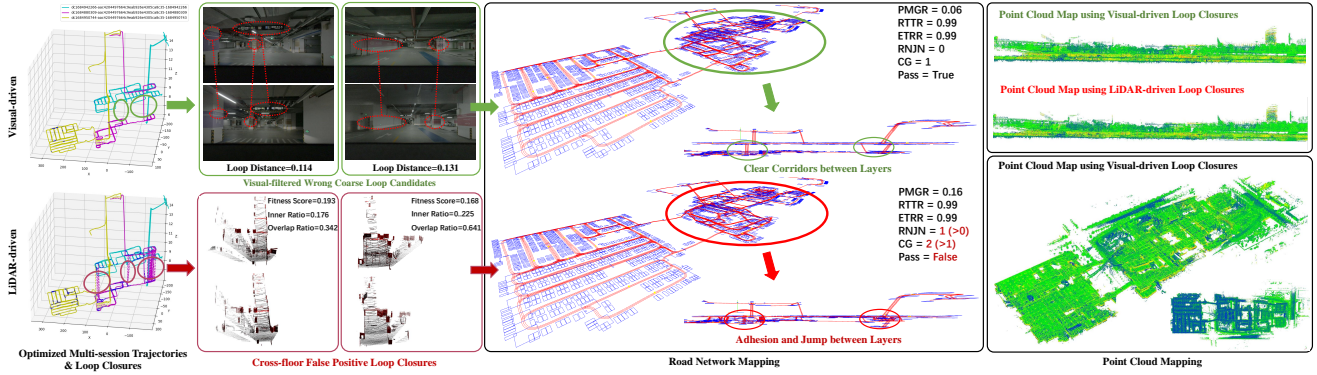 Visual-driven
LiDAR-driven
Optimized Multi-session Trajectories
& Loop Closures
Loop Distance=0.114
Loop Distance=0.131
Visual-filtered Wrong Coarse Loop Candidates
Fitness Score=0.193
Inner Ratio=0.176
Overlap Ratio=0.342
Fitness Score=0.168
Inner Ratio=0..225
Overlap Ratio=0.641
Cross-floor False Positive Loop Closures
PMGR = 0.06
RTTR = 0.99
ETRR = 0.99
RNJN = 0
CG = 1
Pass = True
Clear Corridors between Layers
PMGR = 0.16
RTTR = 0.99
ETRR = 0.99
RNJN = 1 (>0)
CG = 2 (>1)
Pass = False
Adhesion and Jump between Layers
Road Network Mapping
Point Cloud Map using Visual-driven Loop Closures
Point Cloud Map using LiDAR-driven Loop Closures
Point Cloud Map using Visual-driven Loop Closures
Point Cloud Mapping